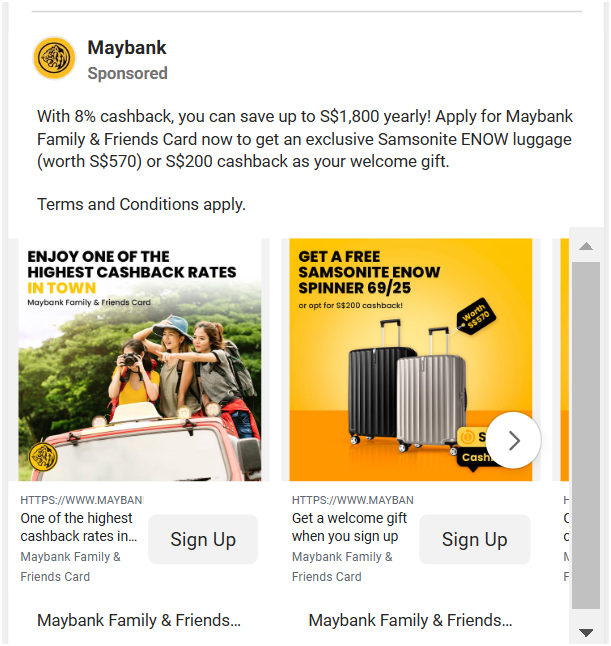 Maybank
Sponsored
With 8% cashback, you can save up to S$1,800 yearly! Apply for Maybank
Family & Friends Card now to get an exclusive Samsonite ENOW luggage
(worth S$570) or S$200 cashback as your welcome gift.
Terms and Conditions apply.
ENJOY ONE OF THE
HIGHEST CASHBACK RATES
IN TOWN
Maybank Family & Friends Card
HTTPS://WWW.MAYBAN
One of the highest
cashback rates in...
Maybank Family &
Friends Card
Sign Up
Maybank Family & Friends...
GET A FREE
SAMSONITE ENOW
SPINNER 69/25
or opt for S$200 cashback!
Worth
S$570
HTTPS://WWW.MAYBAN
Get a welcome gift
when you sign up
Maybank Family &
Friends Card
Sign Up
Maybank Family & Friends...